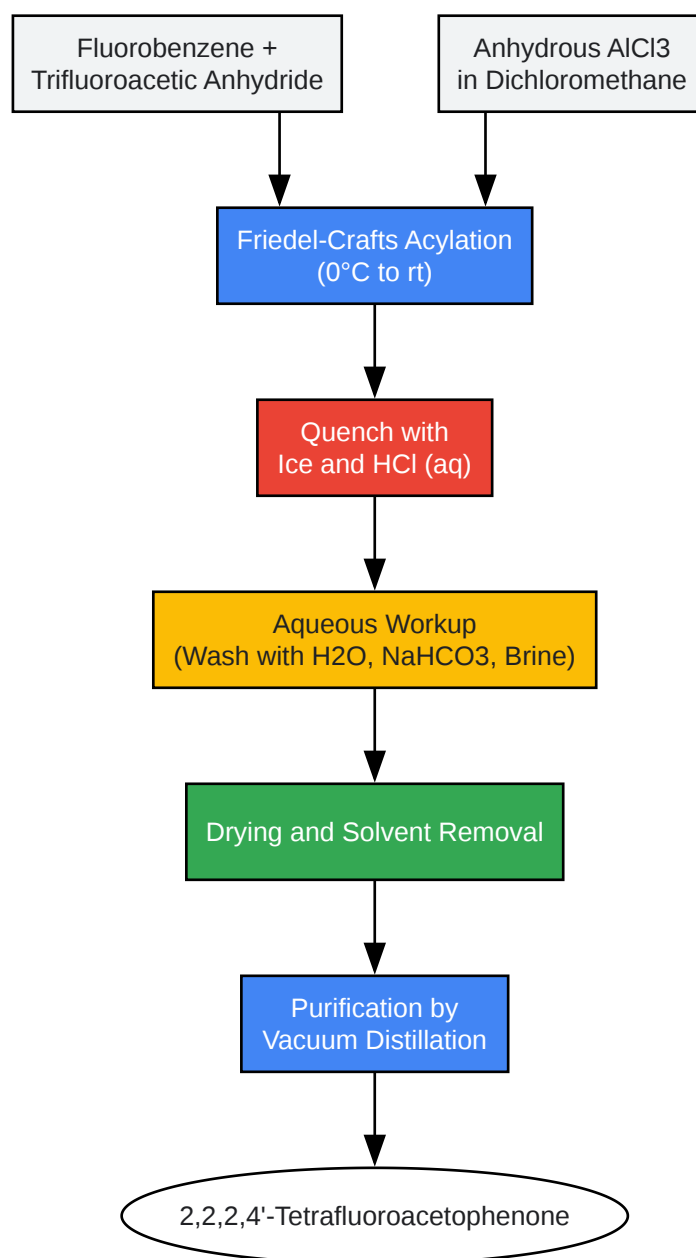 Fluorobenzene +
Trifluoroacetic Anhydride
Anhydrous AlCl3
in Dichloromethane
Friedel-Crafts Acylation
(0°C to rt)
Quench with
Ice and HCl (aq)
Aqueous Workup
(Wash with H2O, NaHCO3, Brine)
Drying and Solvent Removal
Purification by
Vacuum Distillation
2,2,2,4'-Tetrafluoroacetophenone